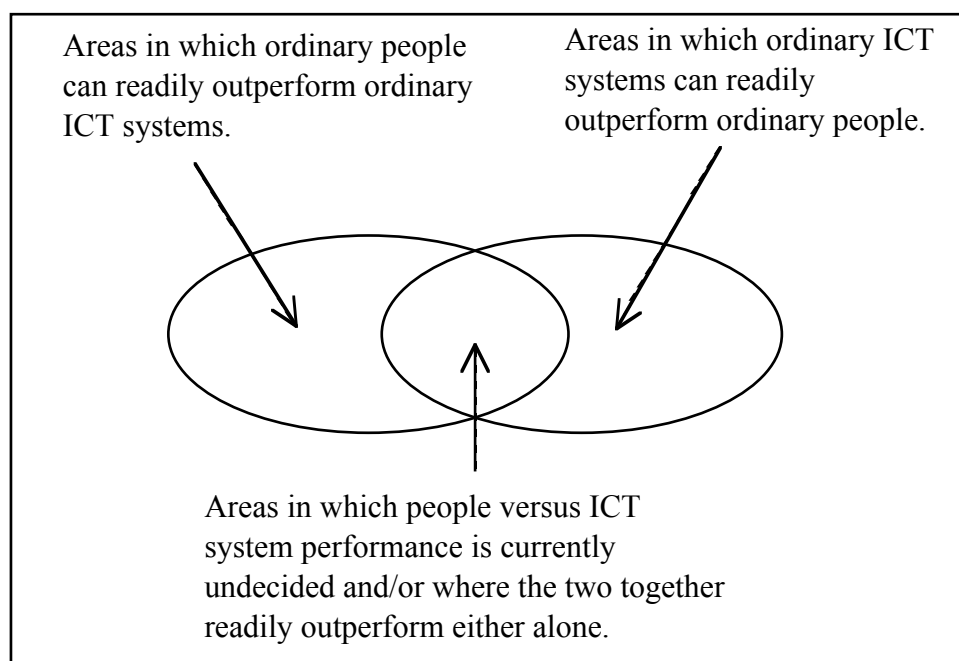 Areas in which ordinary people
can readily outperform ordinary
ICT systems.
Areas in which ordinary ICT
systems can readily
outperform ordinary people.
Areas in which people versus ICT
system performance is currently
undecided and/or where the two together
readily outperform either alone.